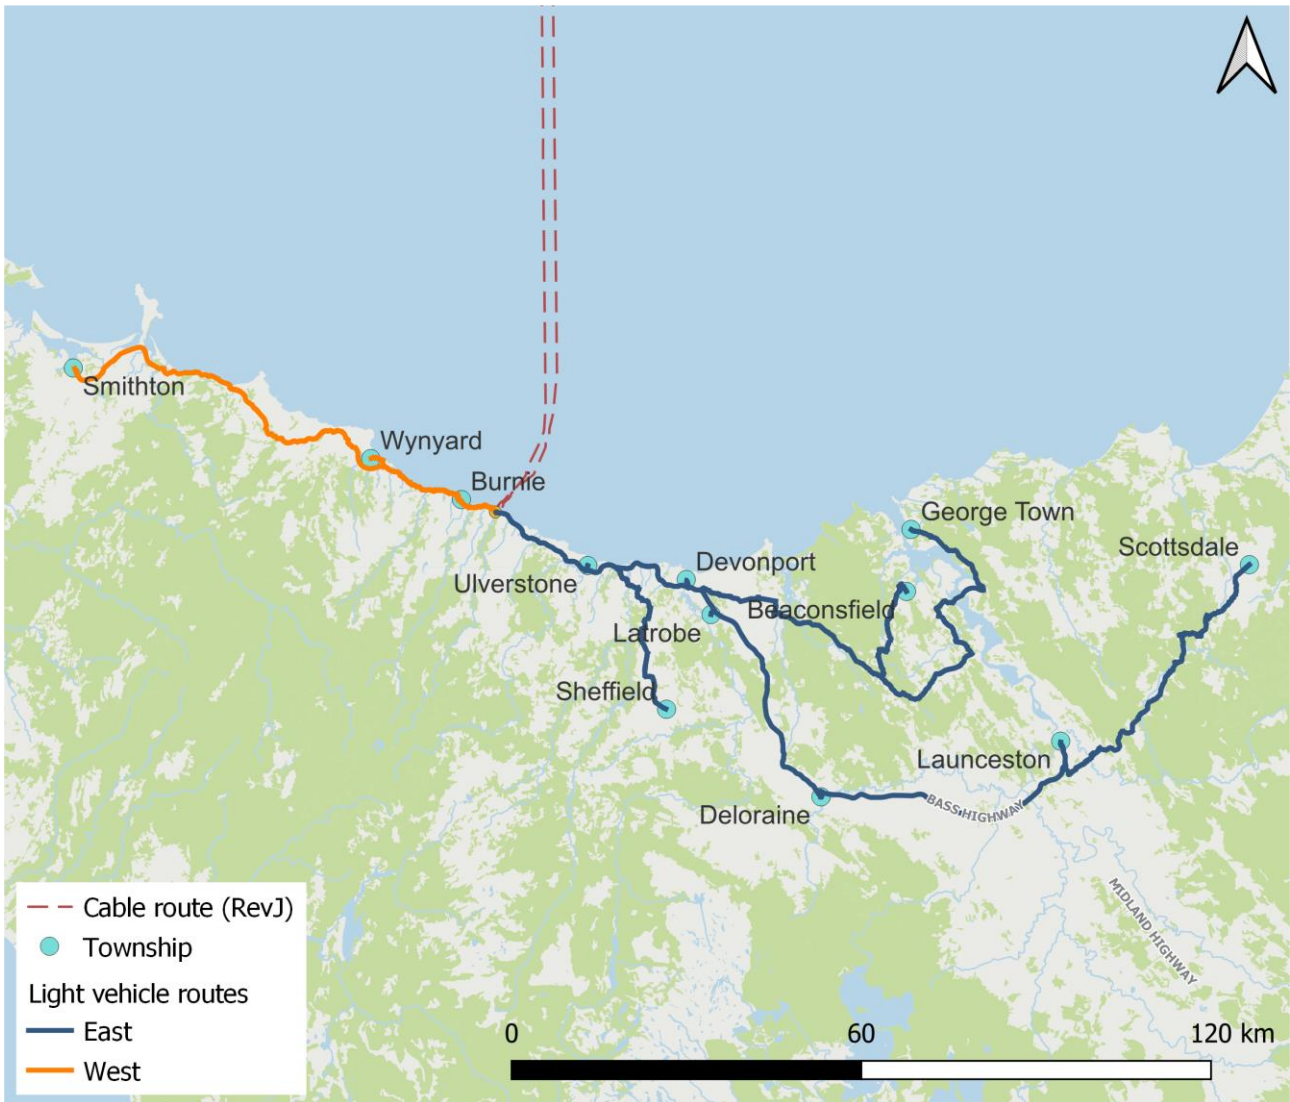 Smithton
Wynyard
Burnie
George Town
Scottsdale
Ulverstone
Devonport
Beaconsfield
Latrobe
Sheffield
Launceston
Deloraine
BASS HIGHWAY
MIDLAND HIGHWAY
Cable route (RevJ)
Township
Light vehicle routes
East
West
0 60 120 km